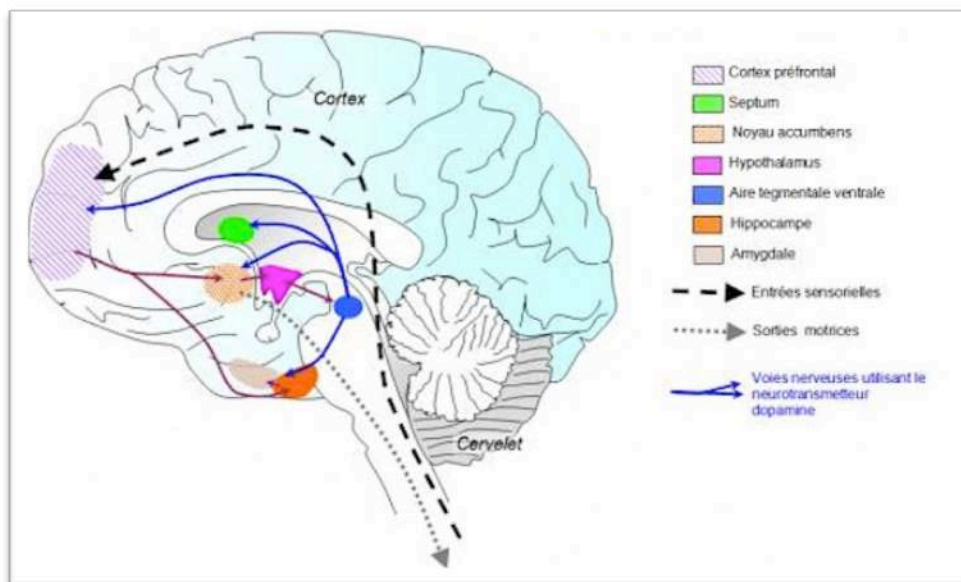 Cortex
Cervelet
Cortex préfrontal
Septum
Noyau accumbens
Hypothalamus
Aire tegmentale ventrale
Hippocampe
Amygdale
Entrées sensorielles
Sorties motrices
Voies nerveuses utilisant le
neurotransmetteur
dopamine